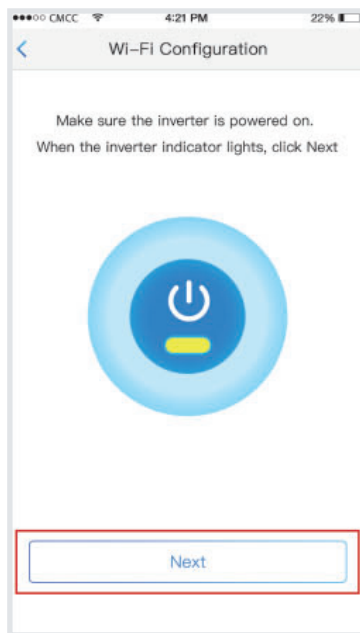 CMCC 4:21 PM 22%
Wi-Fi Configuration
Make sure the inverter is powered on.
When the inverter indicator lights, click Next
Next